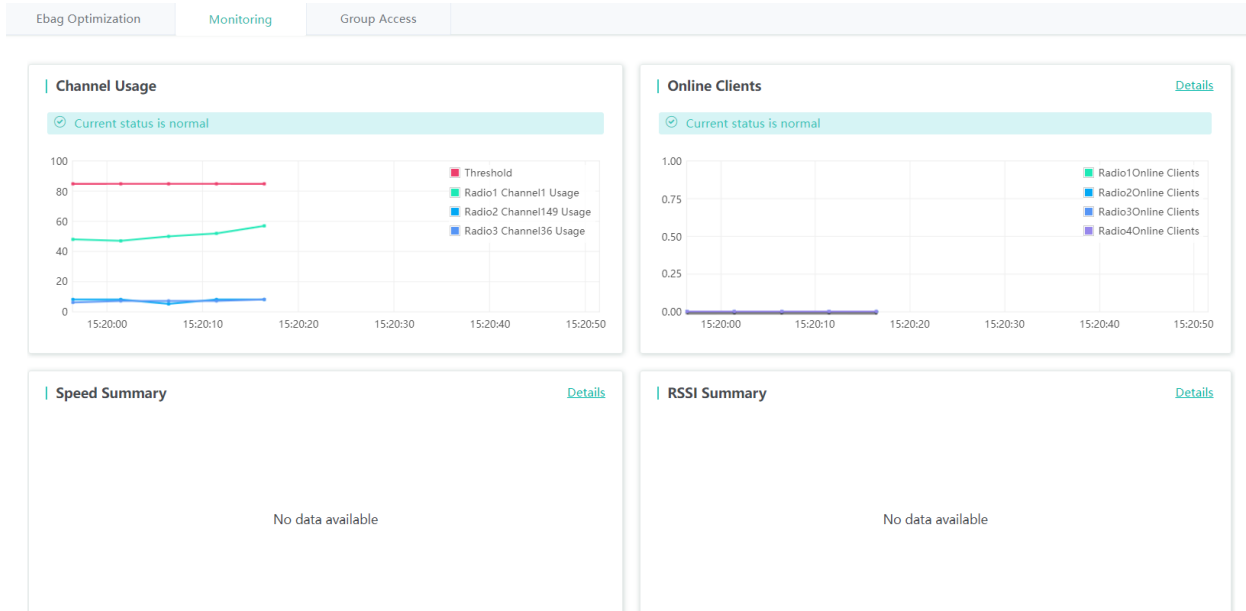 Ebag Optimization
Monitoring
Group Access
Channel Usage
Current status is normal
100
80
60
40
20
0
Threshold
Radio1 Channel1 Usage
Radio2 Channel149 Usage
Radio3 Channel36 Usage
15:20:00
15:20:10
15:20:20
15:20:30
15:20:40
15:20:50
Online Clients
Details
Current status is normal
1.00
0.75
0.50
0.25
0.00
Radio1Online Clients
Radio2Online Clients
Radio3Online Clients
Radio4Online Clients
15:20:00
15:20:10
15:20:20
15:20:30
15:20:40
15:20:50
Speed Summary
Details
No data available
RSSI Summary
Details
No data available